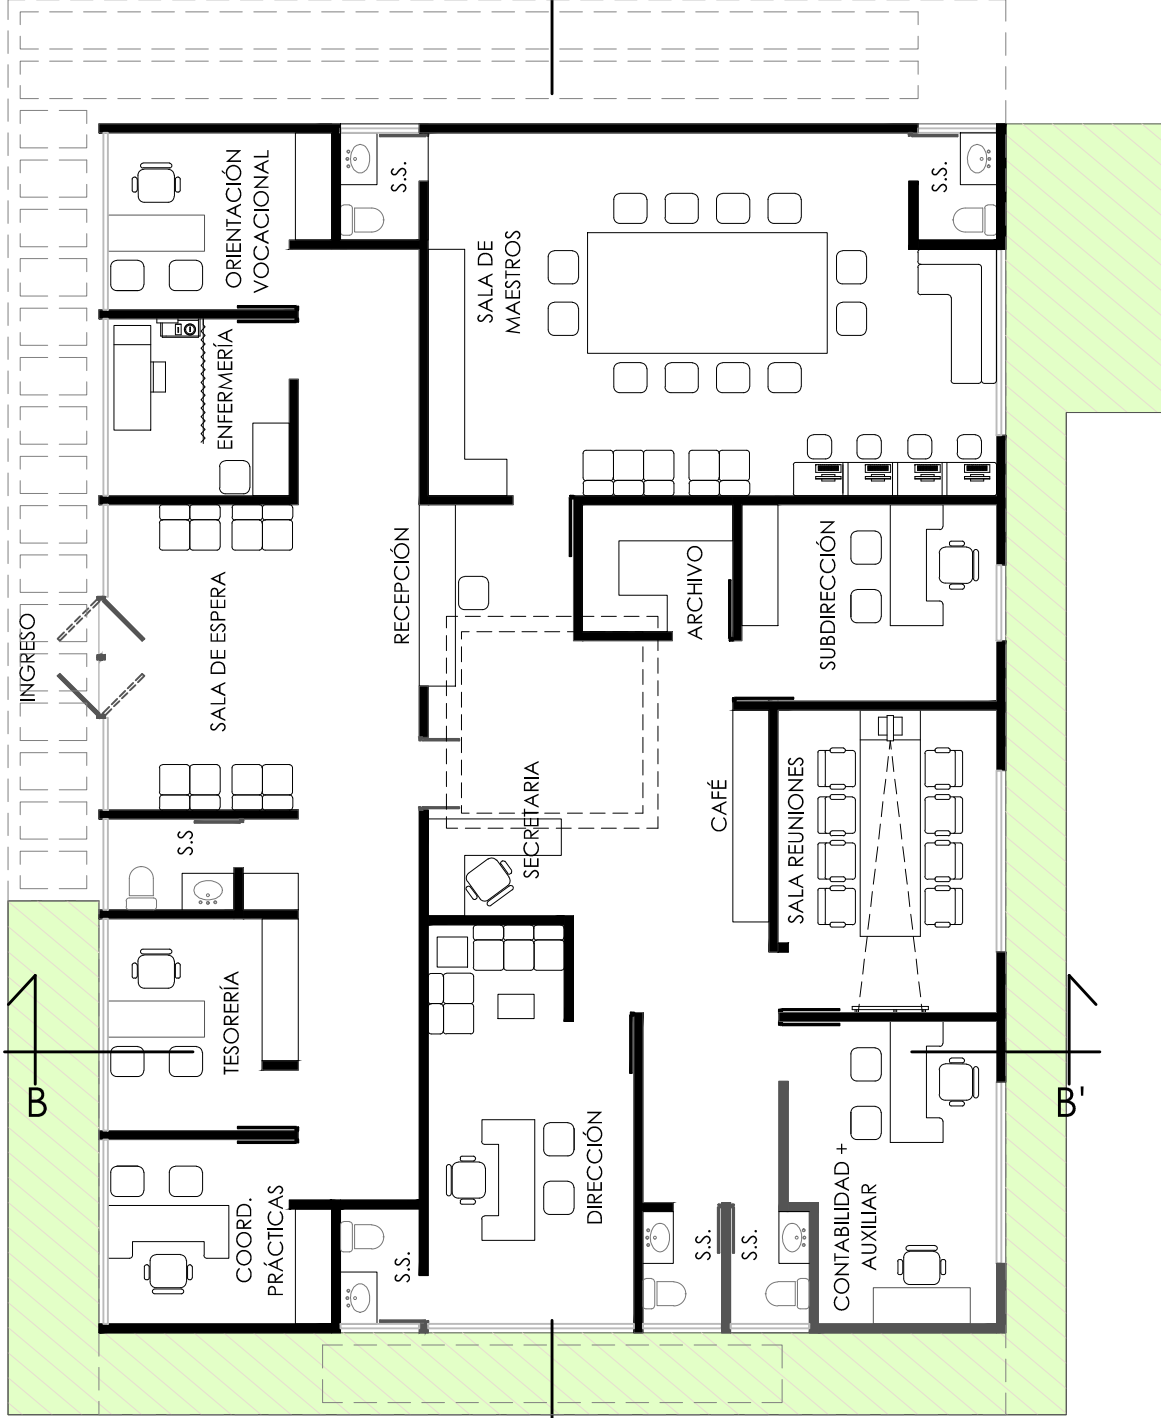 ORIENTACIÓN
VOCACIONAL
S.S.
SALA DE
MAESTROS
S.S.
ENFERMERÍA
INGRESO
SALA DE ESPERA
RECEPCIÓN
ARCHIVO
SUBDIRECCIÓN
S.S
SECRETARIA
CAFÉ
SALA REUNIONES
TESORERÍA
B
B'
COORD.
PRÁCTICAS
S.S.
DIRECCIÓN
S.S.
S.S.
CONTABILIDAD +
AUXILIAR